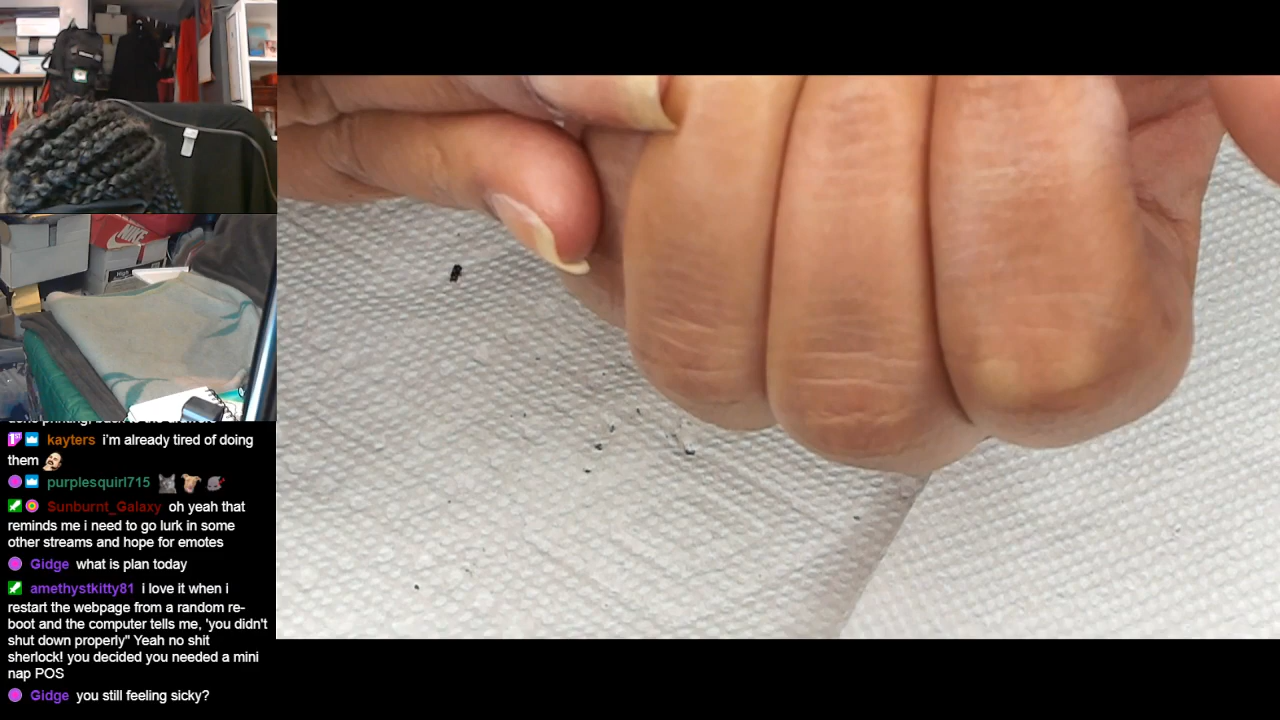 NIKE
kayters i'm already tired of doing
them
purplesquirl715
Sunburnt_Galaxy oh yeah that
reminds me i need to go lurk in some
other streams and hope for emotes
Gidge what is plan today
amethystkitty81 i love it when i
restart the webpage from a random re-
boot and the computer tells me, 'you didn't
shut down properly" Yeah no shit
sherlock! you decided you needed a mini
nap POS
Gidge you still feeling sicky?